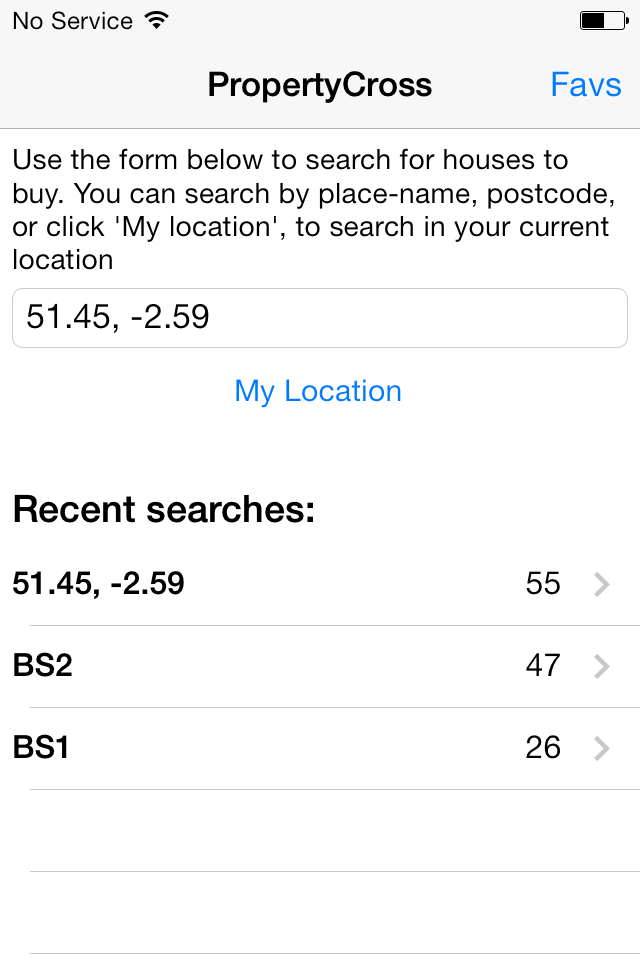 No Service
PropertyCross
Favs
Use the form below to search for houses to
buy. You can search by place-name, postcode,
or click 'My location', to search in your current
location
51.45, -2.59
My Location
Recent searches:
51.45, -2.59 55
BS2 47
BS1 26